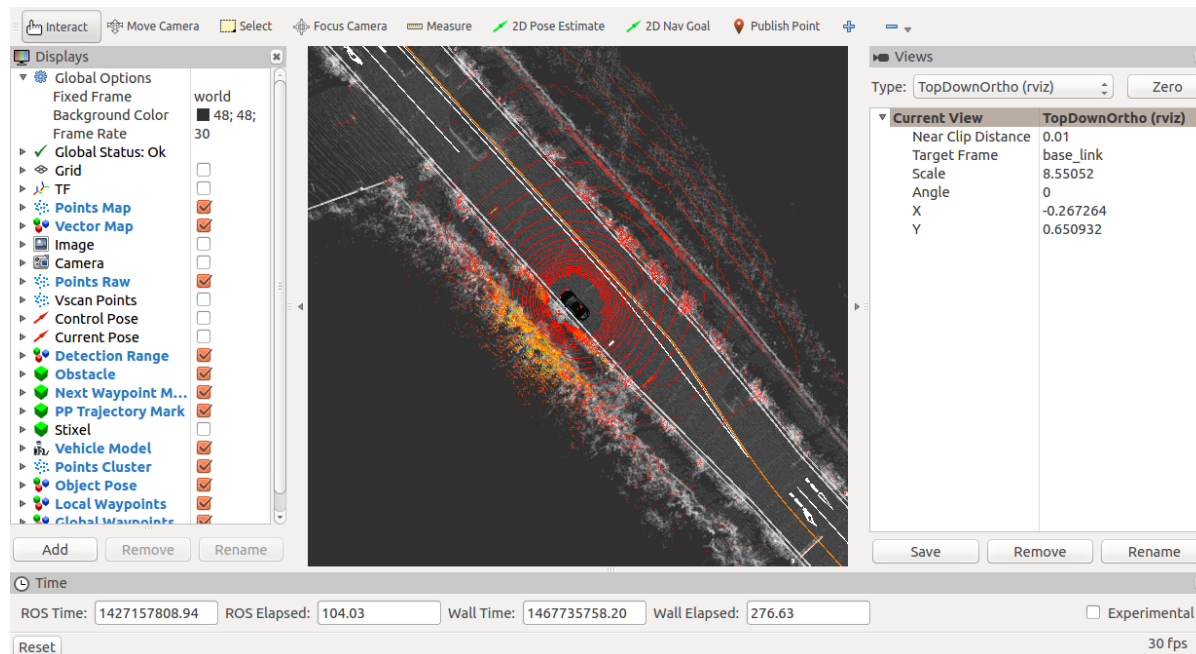 Interact Move Camera Select Focus Camera Measure 2D Pose Estimate 2D Nav Goal Publish Point
Displays
Global Options
Fixed Frame world
Background Color 48; 48;
Frame Rate 30
Global Status: Ok
Grid
TF
Points Map
Vector Map
Image
Camera
Points Raw
Vscan Points
Control Pose
Current Pose
Detection Range
Obstacle
Next Waypoint M...
PP Trajectory Mark
Stixel
Vehicle Model
Points Cluster
Object Pose
Local Waypoints
Global Waypoints
Add Remove Rename
Views
Type: TopDownOrtho (rviz) Zero
Current View TopDownOrtho (rviz)
Near Clip Distance 0.01
Target Frame base_link
Scale 8.55052
Angle 0
X -0.267264
Y 0.650932
Save Remove Rename
Time
ROS Time: 1427157808.94 ROS Elapsed: 104.03 Wall Time: 1467735758.20 Wall Elapsed: 276.63 Experimental
Reset 30 fps